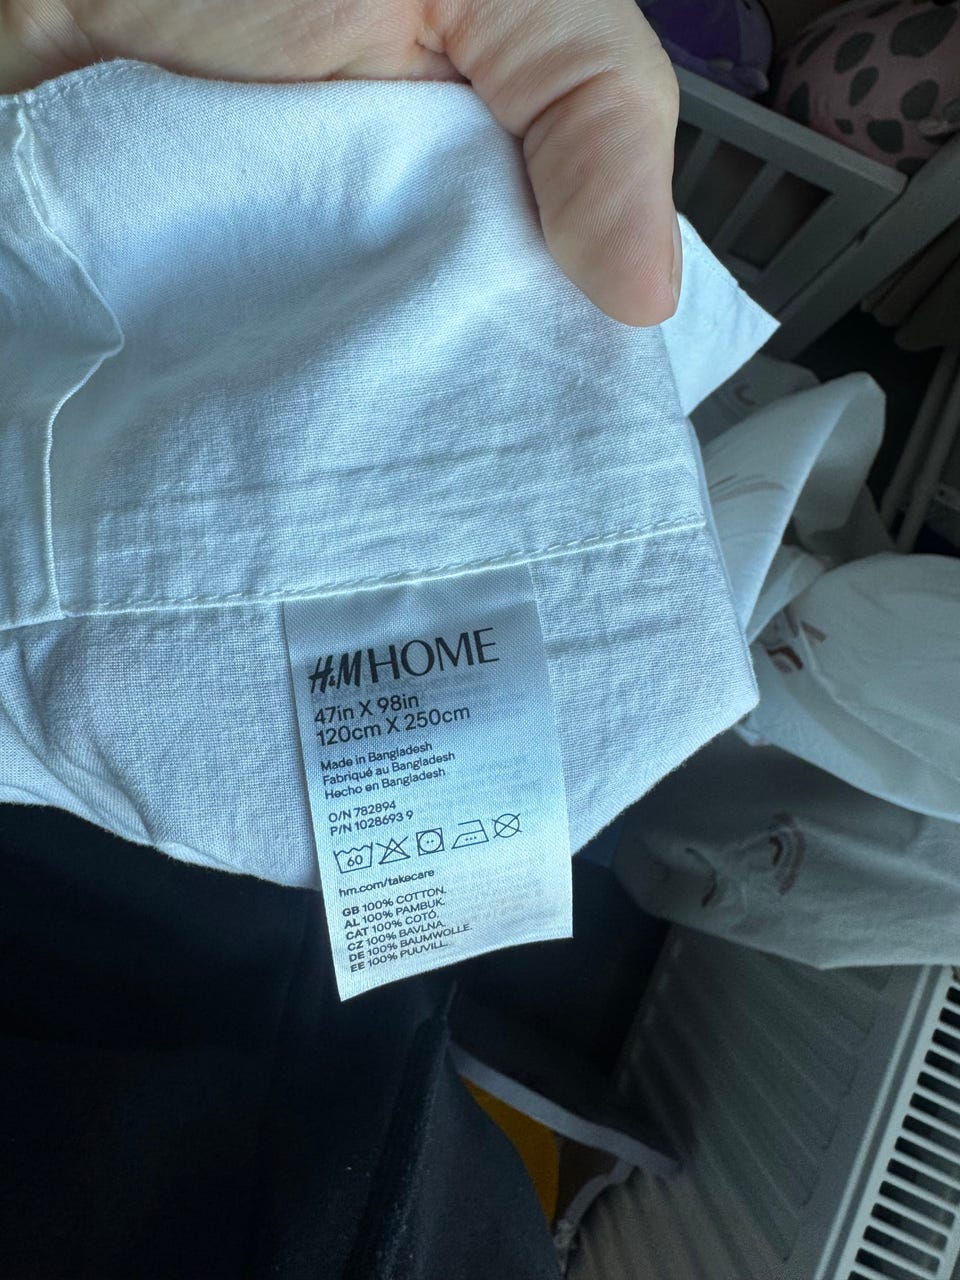 H&M HOME
47in X 98in
120cm X 250cm
Made in Bangladesh
Fabriqué au Bangladesh
Hecho en Bangladesh
O/N 782894
P/N 1028693 9
60
hm.com/takecare
GB 100% COTTON.
AL 100% PAMBUK.
CAT 100% COTÓ.
CZ 100% BAVLNA.
DE 100% BAUMWOLLE.
EE 100% PUUVILL.